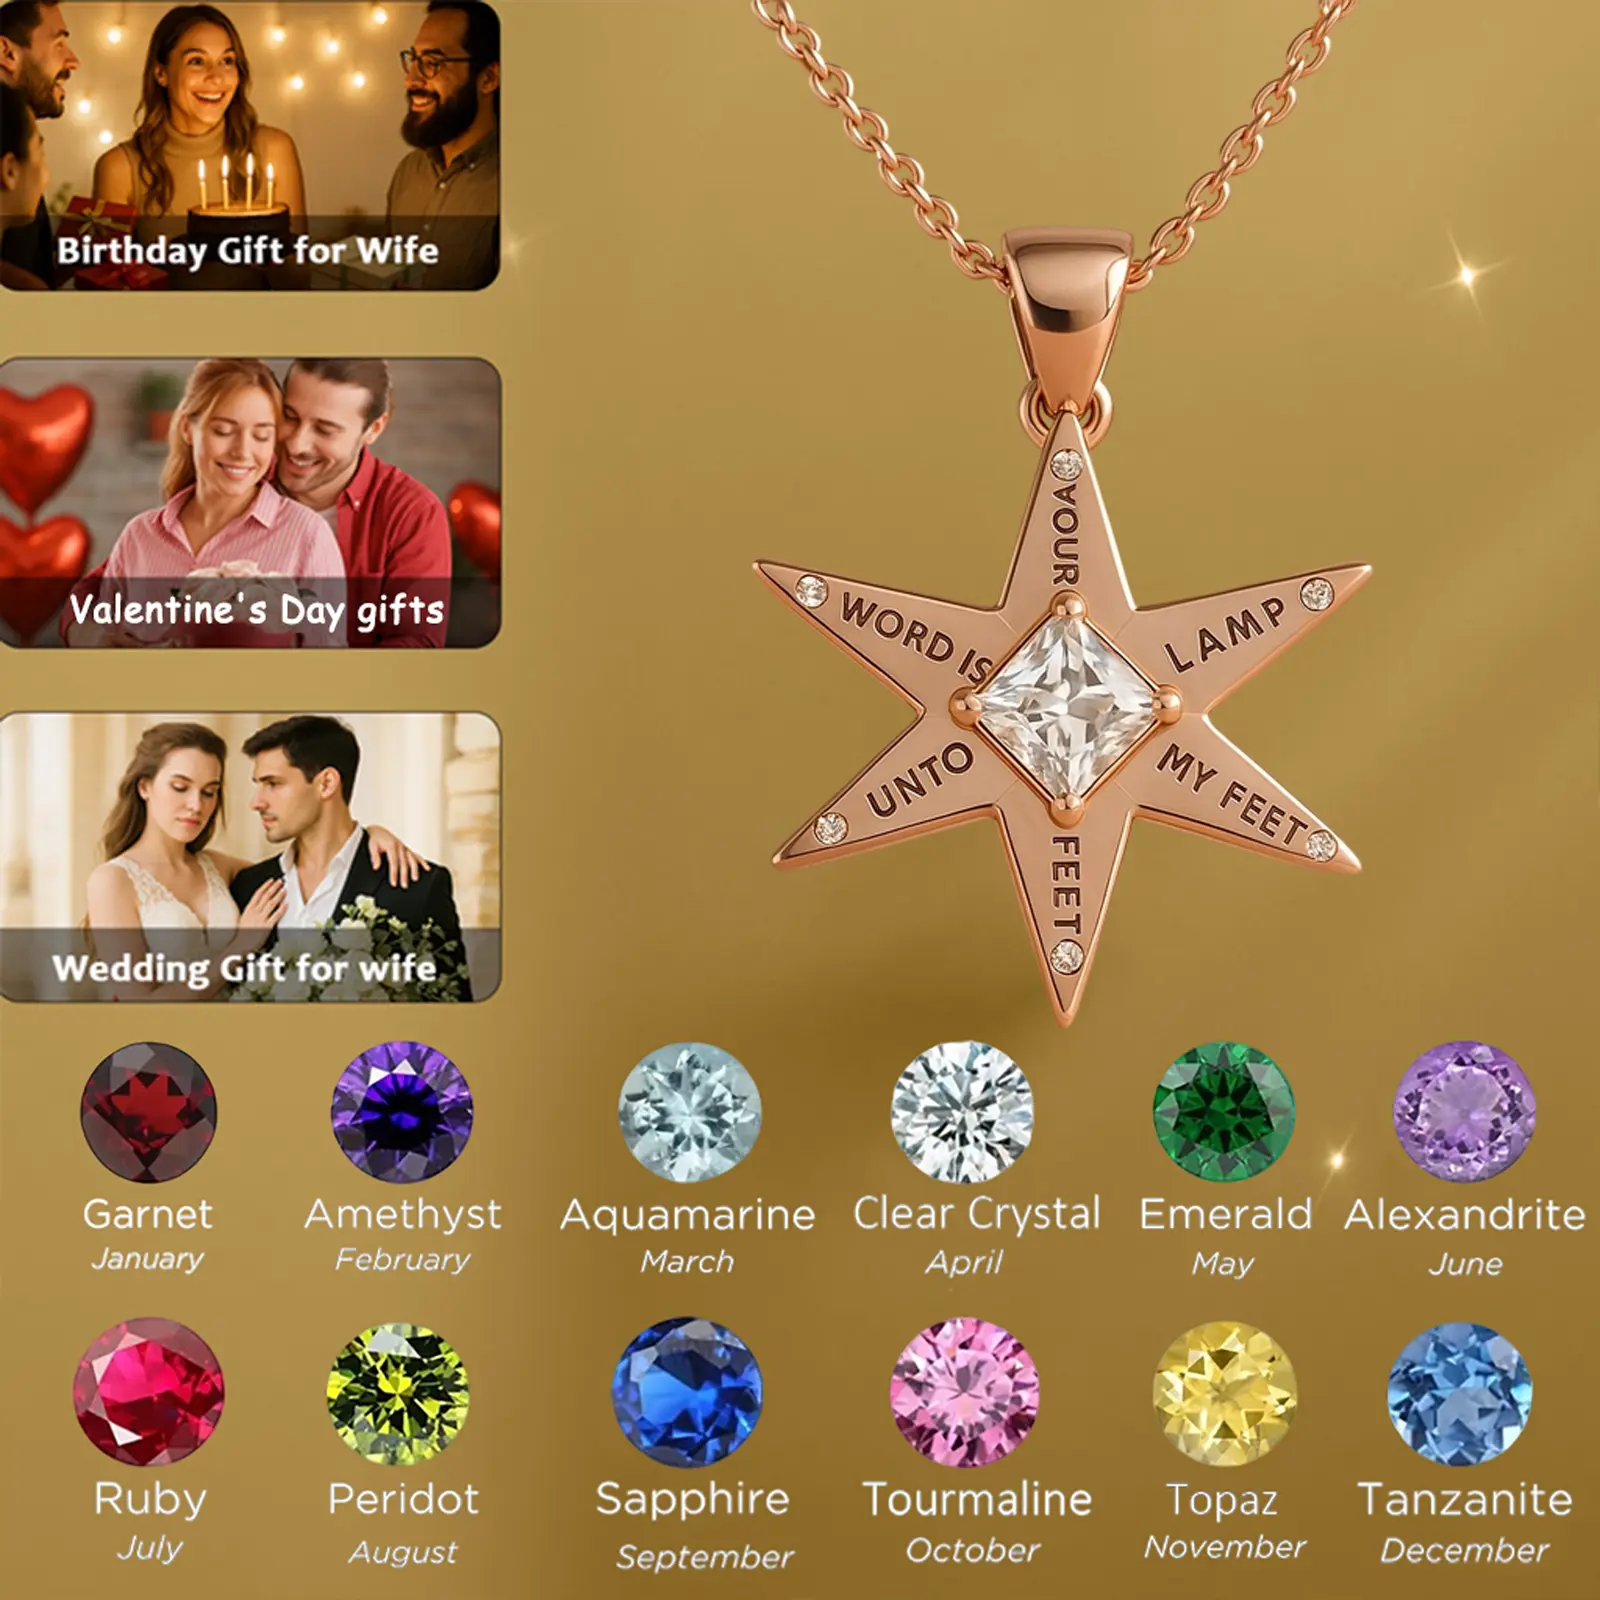 Birthday Gift for Wife
Valentine's Day gifts
Wedding Gift for wife
YOUR
WORD IS
LAMP
UNTO
MY FEET
FEET
Garnet
January
Amethyst
February
Aquamarine
March
Clear Crystal
April
Emerald
May
Alexandrite
June
Ruby
July
Peridot
August
Sapphire
September
Tourmaline
October
Topaz
November
Tanzanite
December